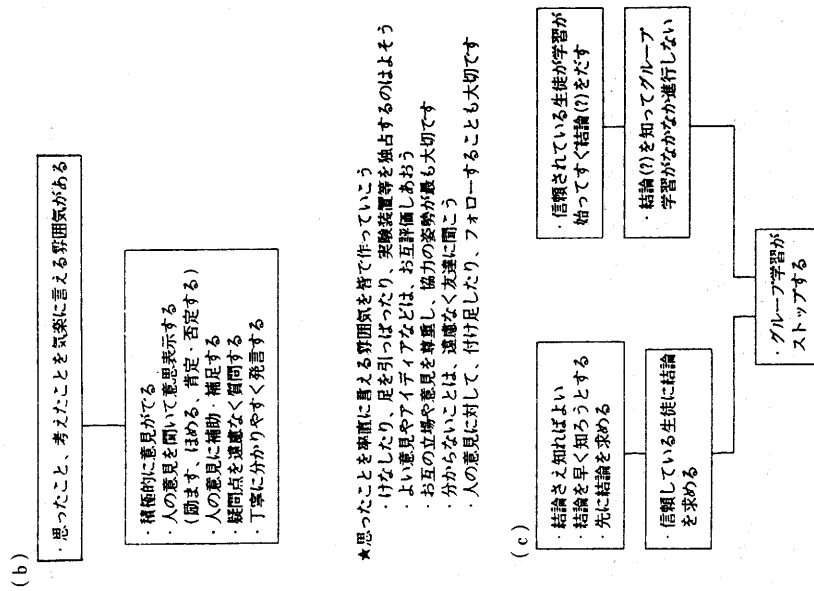 (b)
・思ったこと、考えたことを気楽に言える雰囲気がある
・積極的に意見がでる
・人の意見を聞いて意思表示する
(励ます、ほめる、肯定・否定する)
・人の意見に補助・補足する
・疑問点を遠慮なく質問する
・丁寧に分かりやすく発言する
★思ったことを率直に言える雰囲気を皆で作っていこう
・けなしたり、足を引っぱったり、実験装置等を独占するのはよそう
・よい意見やアイディアなどは、お互評価しあおう
・お互の立場や意見を尊重し、協力の姿勢が最も大切です
・分からないことは、遠慮なく友達に聞こう
・人の意見に対して、付け足したり、フォローすることも大切です
(c)
・結論さえ知ればよい
・結論を早く知ろうとする
・先に結論を求める
・信頼している生徒に結論
を求める
・信頼されている生徒が学習が
始ってすぐ結論(?)をだす
・結論(?)を知ってグループ
学習がなかなか進行しない
・グループ学習が
ストップする